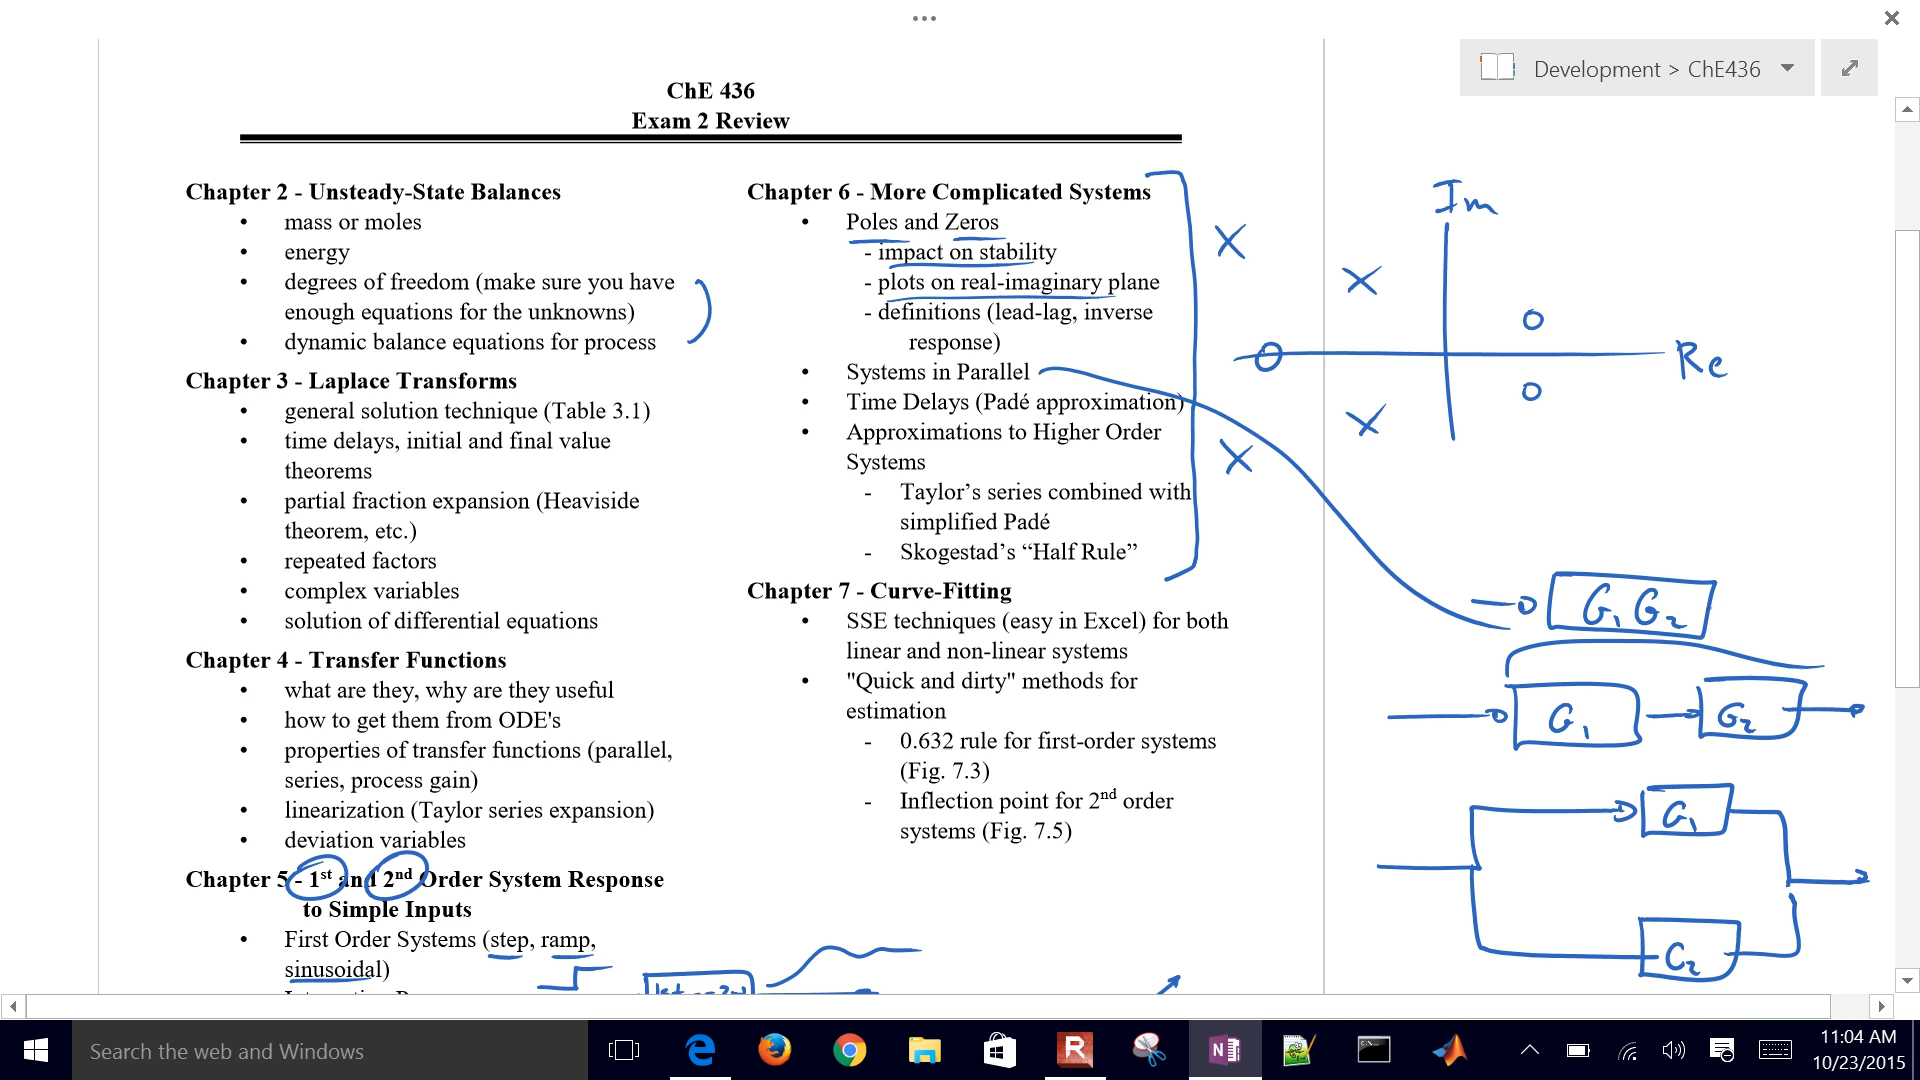 Development > ChE436
ChE 436
Exam 2 Review
Chapter 2 - Unsteady-State Balances
• mass or moles
• energy
• degrees of freedom (make sure you have
enough equations for the unknowns)
• dynamic balance equations for process
Chapter 3 - Laplace Transforms
• general solution technique (Table 3.1)
• time delays, initial and final value
theorems
• partial fraction expansion (Heaviside
theorem, etc.)
• repeated factors
• complex variables
• solution of differential equations
Chapter 4 - Transfer Functions
• what are they, why are they useful
• how to get them from ODE's
• properties of transfer functions (parallel,
series, process gain)
• linearization (Taylor series expansion)
• deviation variables
Chapter 5 - 1st and 2nd Order System Response
to Simple Inputs
• First Order Systems (step, ramp,
sinusoidal)
Chapter 6 - More Complicated Systems
• Poles and Zeros
- impact on stability
- plots on real-imaginary plane
- definitions (lead-lag, inverse
response)
• Systems in Parallel
• Time Delays (Padé approximation)
• Approximations to Higher Order
Systems
- Taylor’s series combined with
simplified Padé
- Skogestad’s “Half Rule”
Chapter 7 - Curve-Fitting
• SSE techniques (easy in Excel) for both
linear and non-linear systems
• "Quick and dirty" methods for
estimation
- 0.632 rule for first-order systems
(Fig. 7.3)
- Inflection point for 2nd order
systems (Fig. 7.5)
Im
Re
G1 G2
G1
G2
G1
G2
Search the web and Windows
11:04 AM
10/23/2015